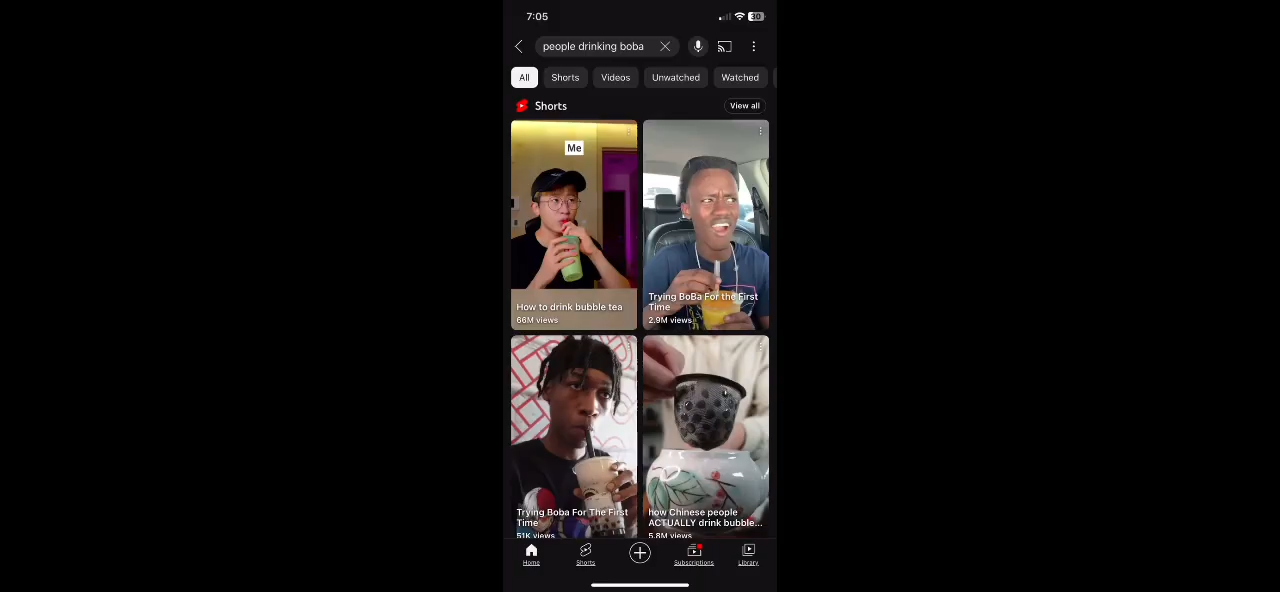 7:05
30
people drinking boba
All Shorts Videos Unwatched Watched
Shorts
View all
Me
How to drink bubble tea
66M views
Trying BoBa For the First
Time
2.9M views
Trying Boba For The First
Time
51K views
how Chinese people
ACTUALLY drink bubble...
5.8M views
Home Shorts Subscriptions Library